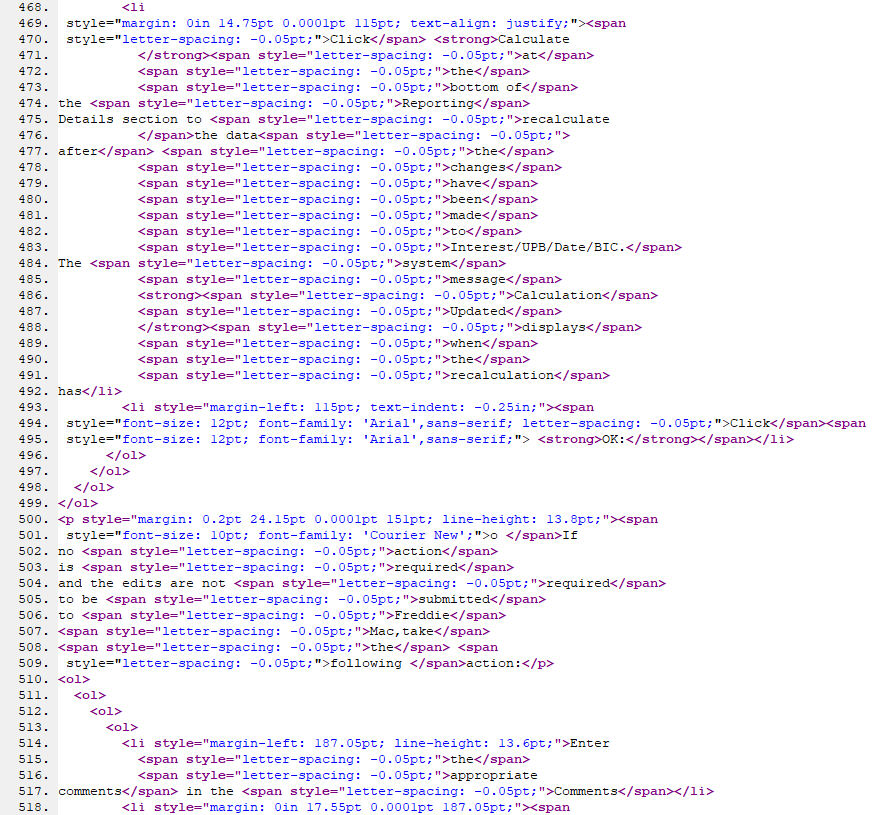 468. <li
469. style="margin: 0in 14.75pt 0.0001pt 115pt; text-align: justify;"><span
470. style="letter-spacing: -0.05pt;">Click</span> <strong>Calculate
471. </strong><span style="letter-spacing: -0.05pt;">at</span>
472. <span style="letter-spacing: -0.05pt;">the</span>
473. <span style="letter-spacing: -0.05pt;">bottom of</span>
474. the <span style="letter-spacing: -0.05pt;">Reporting</span>
475. Details section to <span style="letter-spacing: -0.05pt;">recalculate
476. </span>the data<span style="letter-spacing: -0.05pt;">
477. after</span> <span style="letter-spacing: -0.05pt;">the</span>
478. <span style="letter-spacing: -0.05pt;">changes</span>
479. <span style="letter-spacing: -0.05pt;">have</span>
480. <span style="letter-spacing: -0.05pt;">been</span>
481. <span style="letter-spacing: -0.05pt;">made</span>
482. <span style="letter-spacing: -0.05pt;">to</span>
483. <span style="letter-spacing: -0.05pt;">Interest/UPB/Date/BIC.</span>
484. The <span style="letter-spacing: -0.05pt;">system</span>
485. <span style="letter-spacing: -0.05pt;">message</span>
486. <strong><span style="letter-spacing: -0.05pt;">Calculation</span>
487. <span style="letter-spacing: -0.05pt;">Updated</span>
488. </strong><span style="letter-spacing: -0.05pt;">displays</span>
489. <span style="letter-spacing: -0.05pt;">when</span>
490. <span style="letter-spacing: -0.05pt;">the</span>
491. <span style="letter-spacing: -0.05pt;">recalculation</span>
492. has</li>
493. <li style="margin-left: 115pt; text-indent: -0.25in;"><span
494. style="font-size: 12pt; font-family: 'Arial',sans-serif; letter-spacing: -0.05pt;">Click</span><span
495. style="font-size: 12pt; font-family: 'Arial',sans-serif;"> <strong>OK:</strong></span></li>
496. </ol>
497. </ol>
498. </ol>
499. </ol>
500. <p style="margin: 0.2pt 24.15pt 0.0001pt 151pt; line-height: 13.8pt;"><span
501. style="font-size: 10pt; font-family: 'Courier New';">o </span>If
502. no <span style="letter-spacing: -0.05pt;">action</span>
503. is <span style="letter-spacing: -0.05pt;">required</span>
504. and the edits are not <span style="letter-spacing: -0.05pt;">required</span>
505. to be <span style="letter-spacing: -0.05pt;">submitted</span>
506. to <span style="letter-spacing: -0.05pt;">Freddie</span>
507. <span style="letter-spacing: -0.05pt;">Mac,take</span>
508. <span style="letter-spacing: -0.05pt;">the</span> <span
509. style="letter-spacing: -0.05pt;">following </span>action:</p>
510. <ol>
511. <ol>
512. <ol>
513. <ol>
514. <li style="margin-left: 187.05pt; line-height: 13.6pt;">Enter
515. <span style="letter-spacing: -0.05pt;">the</span>
516. <span style="letter-spacing: -0.05pt;">appropriate
517. comments</span> in the <span style="letter-spacing: -0.05pt;">Comments</span></li>
518. <li style="margin: 0in 17.55pt 0.0001pt 187.05pt;"><span